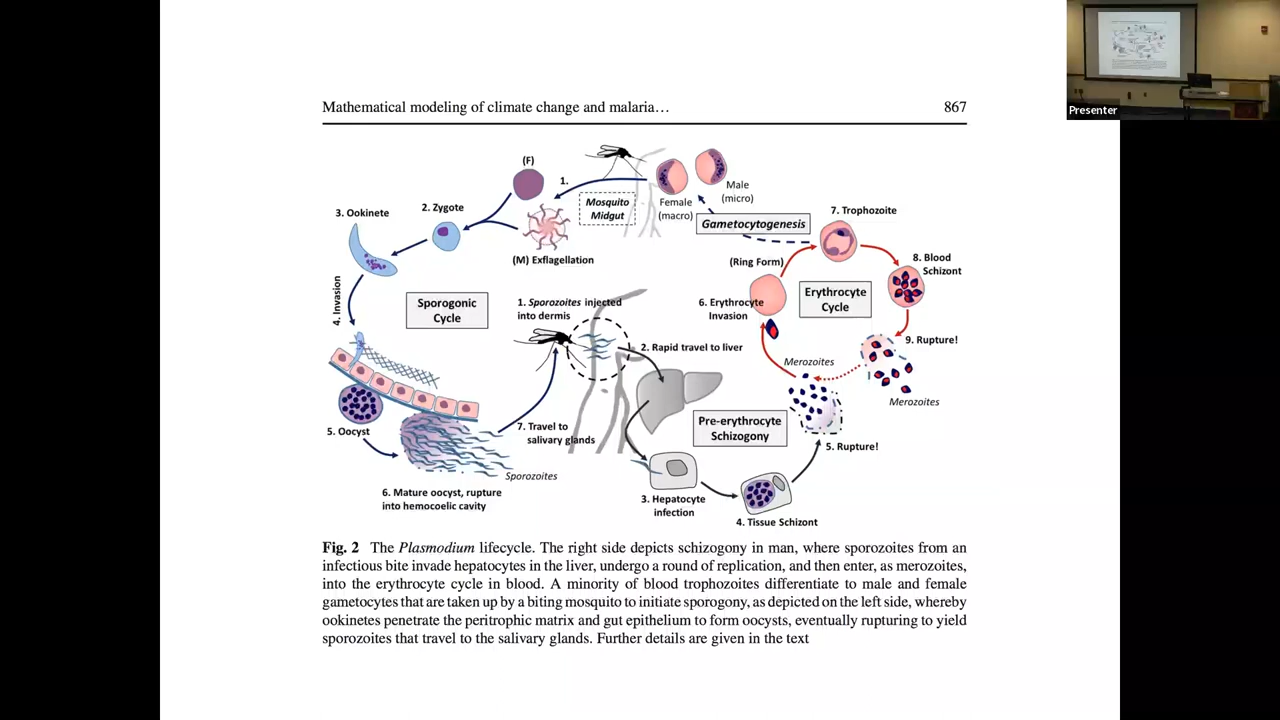 Presenter
Mathematical modeling of climate change and malaria… 867
(F)
1.
Mosquito
Midgut
Female
(macro)
Male
(micro)
Gametocytogenesis
7. Trophozoite
3. Ookinete
2. Zygote
(M) Exflagellation
(Ring Form)
8. Blood
Schizont
4. Invasion
Sporogonic
Cycle
1. Sporozoites injected
into dermis
6. Erythrocyte
Invasion
Erythrocyte
Cycle
2. Rapid travel to liver
9. Rupture!
Merozoites
Merozoites
5. Oocyst
7. Travel to
salivary glands
Pre-erythrocyte
Schizogony
5. Rupture!
Sporozoites
6. Mature oocyst, rupture
into hemocoelic cavity
3. Hepatocyte
infection
4. Tissue Schizont
Fig. 2 The Plasmodium lifecycle. The right side depicts schizogony in man, where sporozoites from an
infectious bite invade hepatocytes in the liver, undergo a round of replication, and then enter, as merozoites,
into the erythrocyte cycle in blood. A minority of blood trophozoites differentiate to male and female
gametocytes that are taken up by a biting mosquito to initiate sporogony, as depicted on the left side, whereby
ookinetes penetrate the peritrophic matrix and gut epithelium to form oocysts, eventually rupturing to yield
sporozoites that travel to the salivary glands. Further details are given in the text